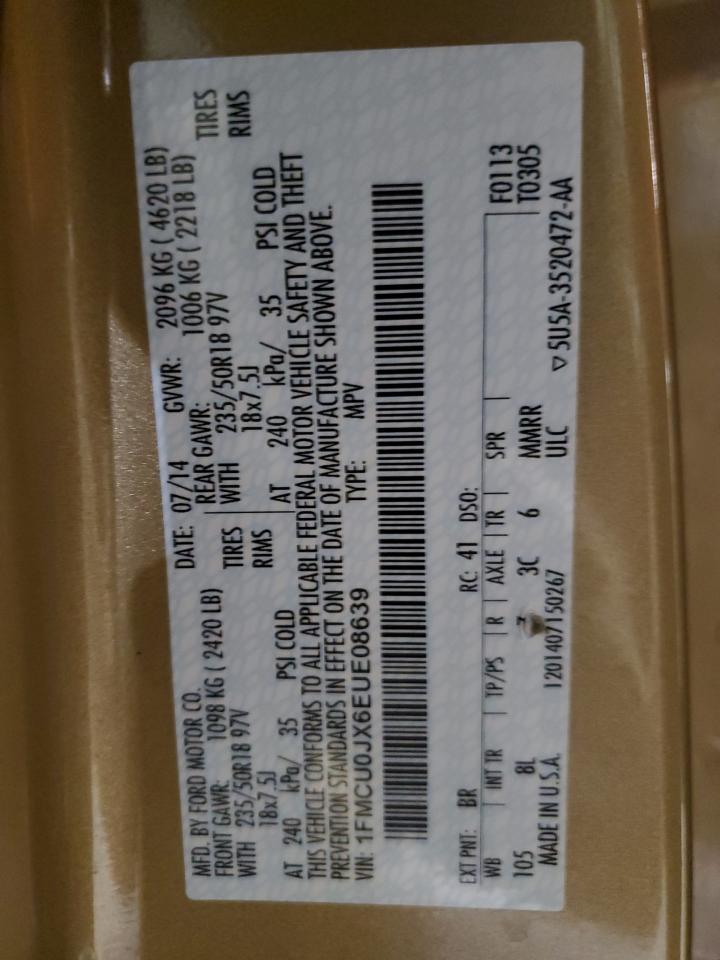 MFD. BY FORD MOTOR CO. DATE: 07/14 GVWR: 2096 KG ( 4620 LB)
FRONT GAWR: 1098 KG ( 2420 LB) REAR GAWR: 1006 KG ( 2218 LB)
WITH 235/50R18 97V TIRES WITH 235/50R18 97V TIRES
18x7.5J RIMS 18x7.5J RIMS
AT 240 kPa/ 35 PSI COLD AT 240 kPa/ 35 PSI COLD
THIS VEHICLE CONFORMS TO ALL APPLICABLE FEDERAL MOTOR VEHICLE SAFETY AND THEFT
PREVENTION STANDARDS IN EFFECT ON THE DATE OF MANUFACTURE SHOWN ABOVE.
VIN: 1FMCU0JX6EUE08639 TYPE: MPV
EXT PNT: BR RC: 41 DSO: F0113
WB INT TR TP/PS R AXLE TR SPR T0305
105 8L 3C 6 MMRR
MADE IN U.S.A. 1201407150267 ULC ▽ 5U5A-3520472-AA